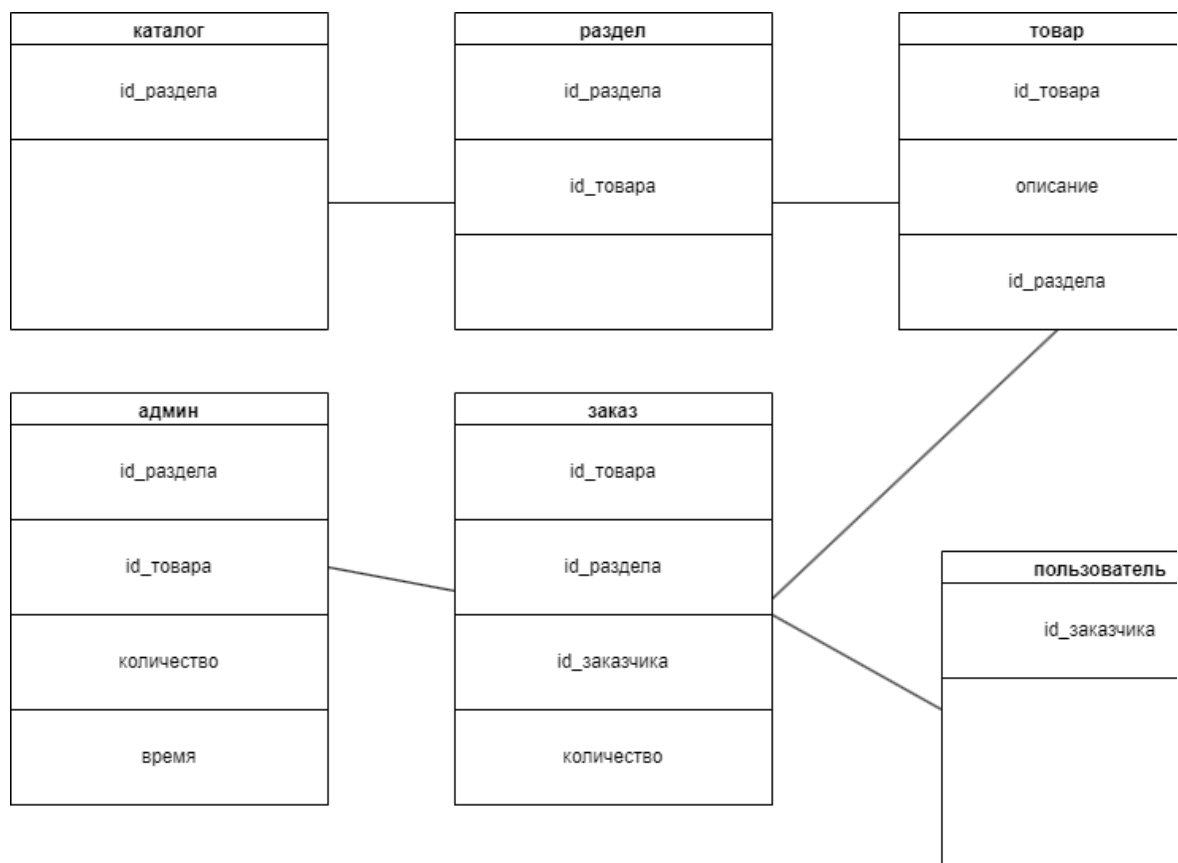 каталог
id_раздела
раздел
id_раздела
id_товара
товар
id_товара
описание
id_раздела
админ
id_раздела
id_товара
количество
время
заказ
id_товара
id_раздела
id_заказчика
количество
пользователь
id_заказчика